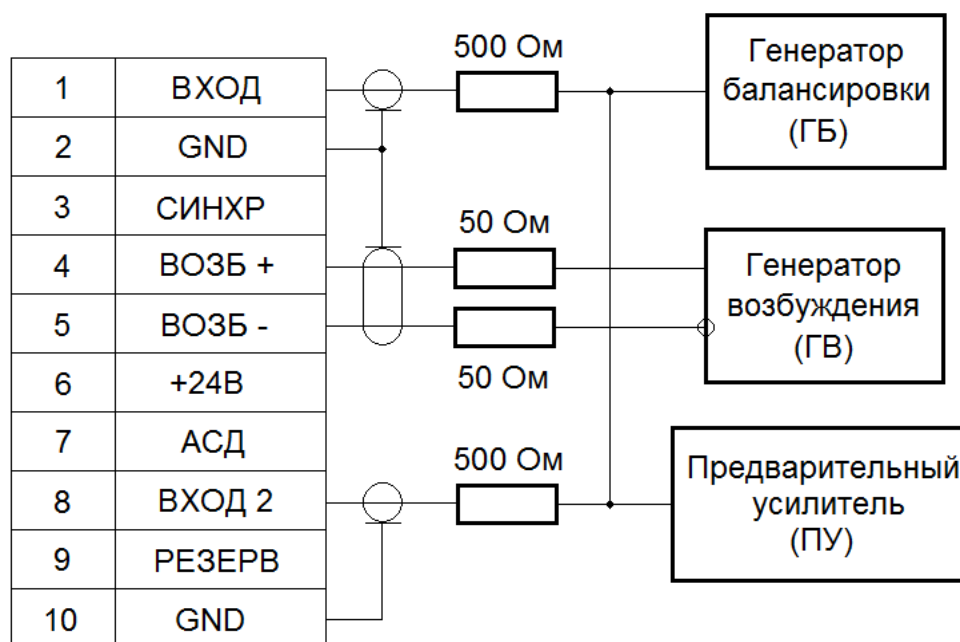 1 ВХОД
2 GND
3 СИНХР
4 ВОЗБ +
5 ВОЗБ -
6 +24В
7 АСД
8 ВХОД 2
9 РЕЗЕРВ
10 GND
500 Ом
50 Ом
50 Ом
500 Ом
Генератор
балансировки
(ГБ)
Генератор
возбуждения
(ГВ)
Предварительный
усилитель
(ПУ)